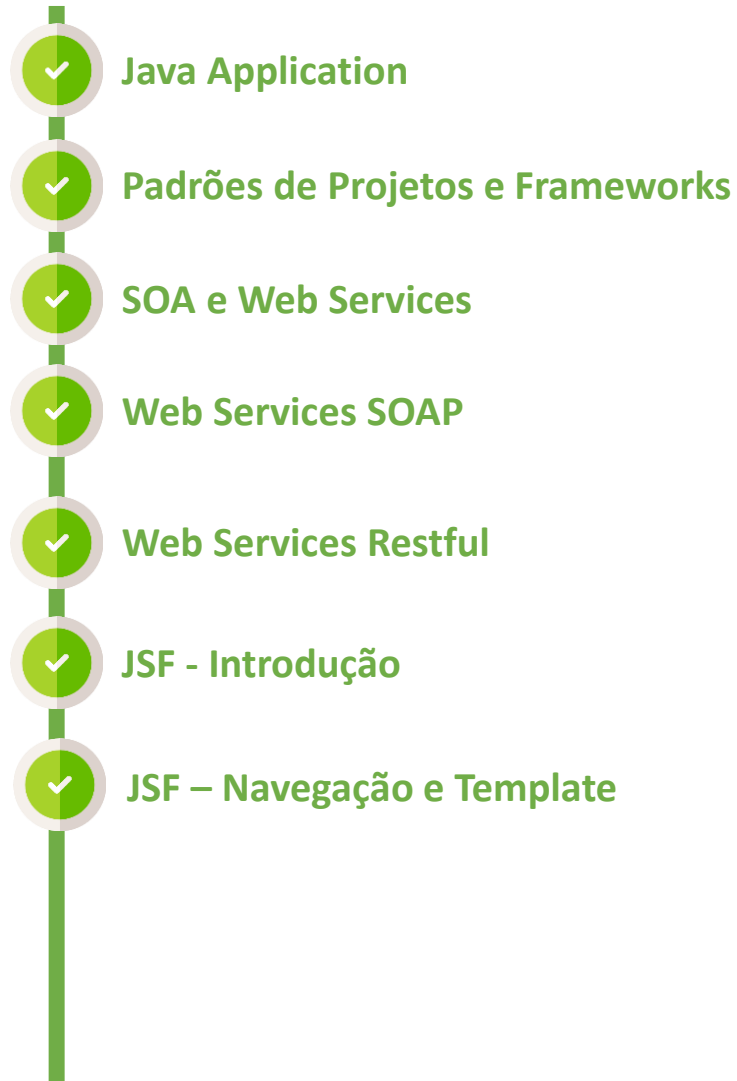 Java Application
Padrões de Projetos e Frameworks
SOA e Web Services
Web Services SOAP
Web Services Restful
JSF - Introdução
JSF – Navegação e Template